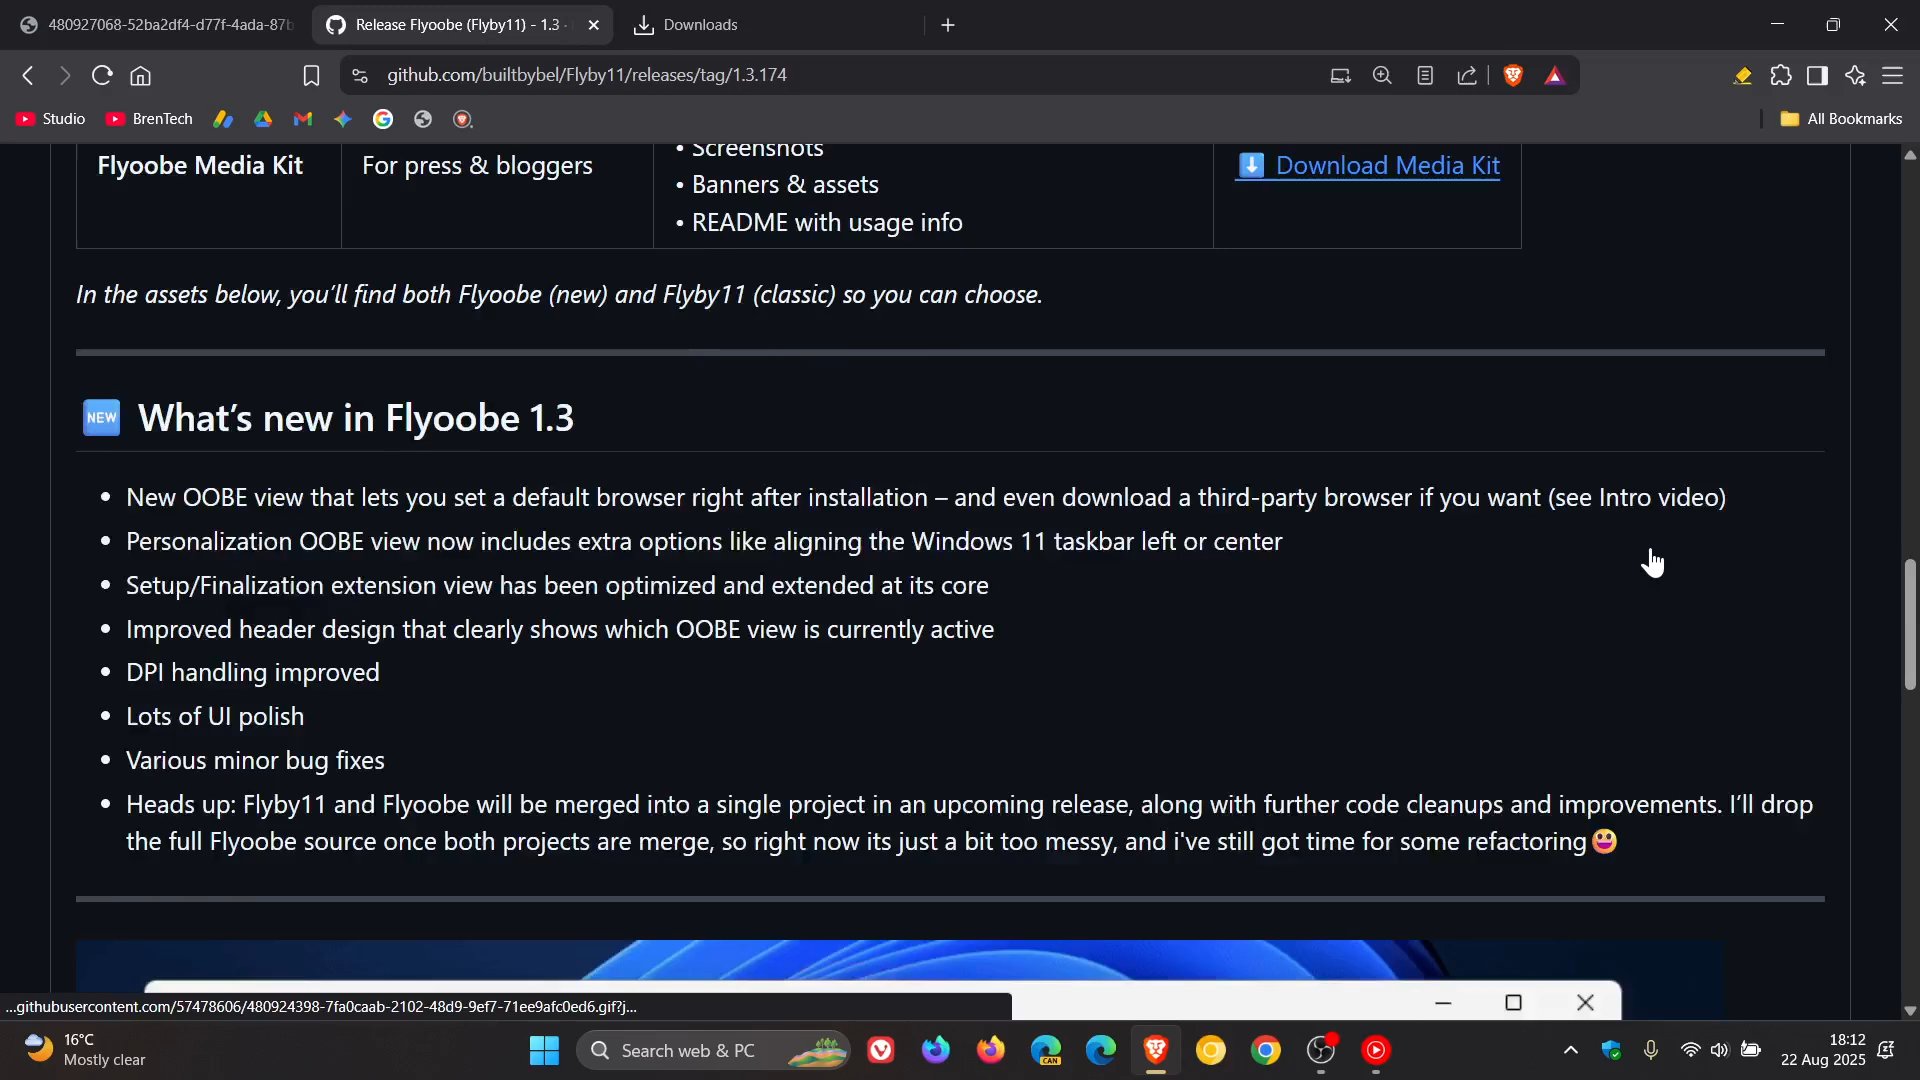 480927068-52ba2df4-d77f-4ada-87b
Release Flyoobe (Flyby11) - 1.3 ·
Downloads
github.com/builtbybel/Flyby11/releases/tag/1.3.174
Studio
BrenTech
All Bookmarks
Flyoobe Media Kit
For press & bloggers
• Screenshots
• Banners & assets
• README with usage info
Download Media Kit
In the assets below, you’ll find both Flyoobe (new) and Flyby11 (classic) so you can choose.
NEW What’s new in Flyoobe 1.3
• New OOBE view that lets you set a default browser right after installation – and even download a third-party browser if you want (see Intro video)
• Personalization OOBE view now includes extra options like aligning the Windows 11 taskbar left or center
• Setup/Finalization extension view has been optimized and extended at its core
• Improved header design that clearly shows which OOBE view is currently active
• DPI handling improved
• Lots of UI polish
• Various minor bug fixes
• Heads up: Flyby11 and Flyoobe will be merged into a single project in an upcoming release, along with further code cleanups and improvements. I’ll drop
the full Flyoobe source once both projects are merge, so right now its just a bit too messy, and i've still got time for some refactoring😃
...githubusercontent.com/57478606/480924398-7fa0caab-2102-48d9-9ef7-71ee9afc0ed6.gif?j...
16°C
Mostly clear
Search web & PC
CAN
18:12
22 Aug 2025